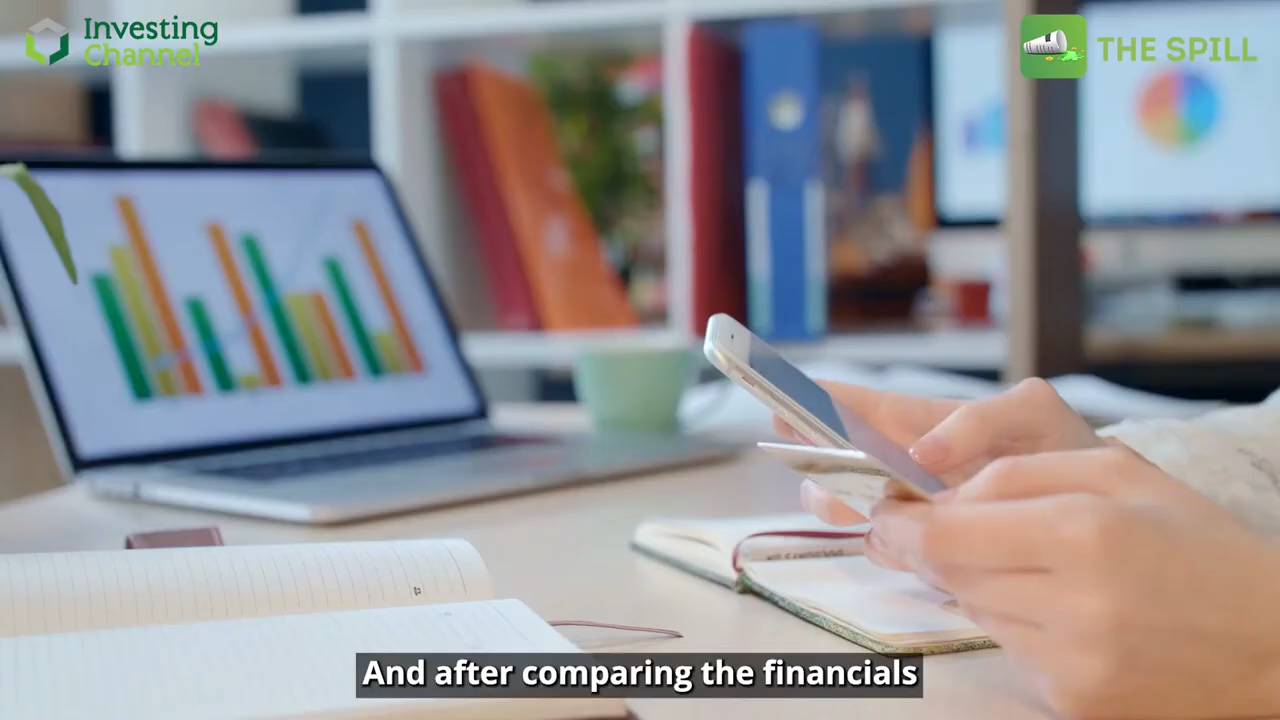 Investing
Channel
THE SPILL
And after comparing the financials